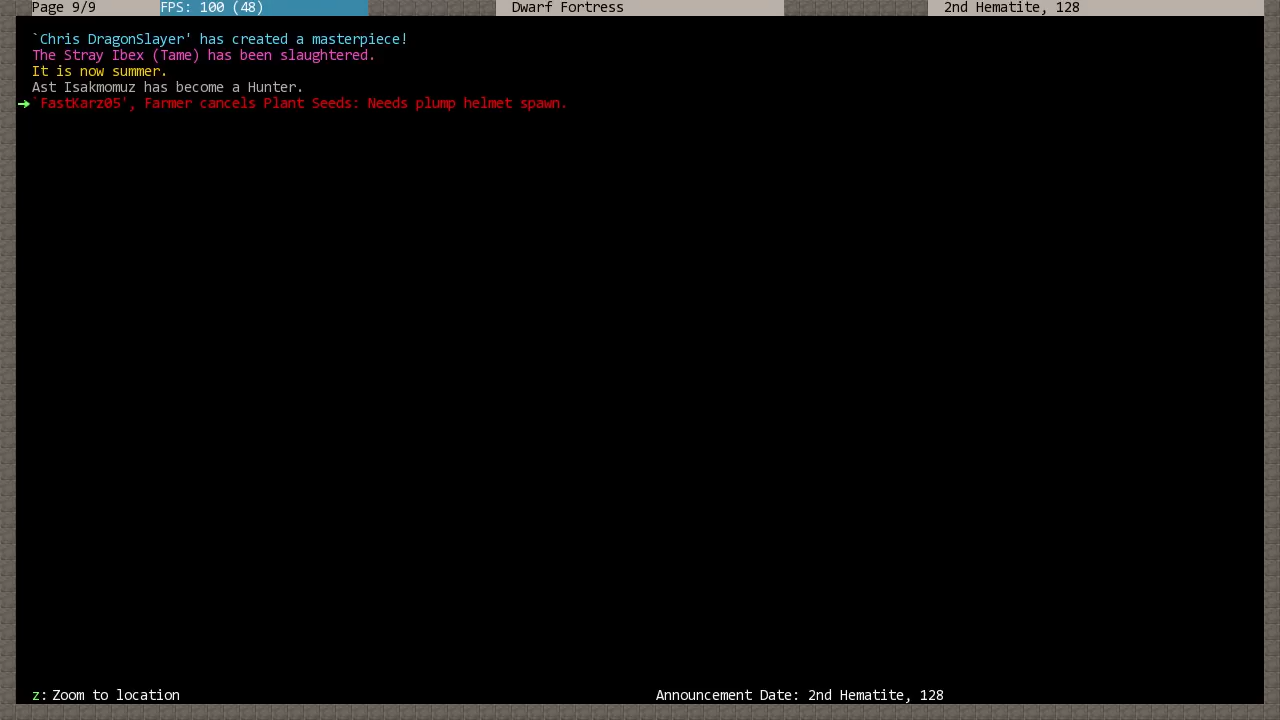 Page 9/9 FPS: 100 (48) Dwarf Fortress 2nd Hematite, 128
`Chris DragonSlayer' has created a masterpiece!
The Stray Ibex (Tame) has been slaughtered.
It is now summer.
Ast Isakmomuz has become a Hunter.
`FastKarz05', Farmer cancels Plant Seeds: Needs plump helmet spawn.
z: Zoom to location Announcement Date: 2nd Hematite, 128